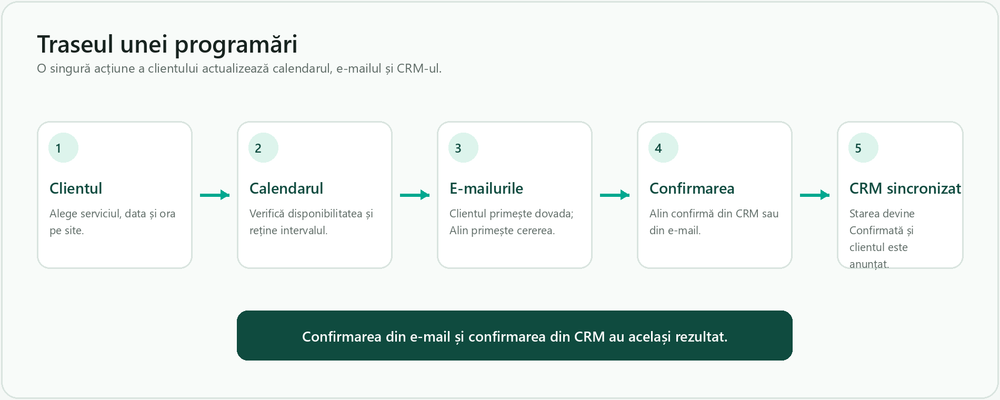 Traseul unei programări
O singură acțiune a clientului actualizează calendarul, e-mailul și CRM-ul.
1
Clientul
Alege serviciul, data și ora
pe site.
2
Calendarul
Verifică disponibilitatea și
reține intervalul.
3
E-mailurile
Clientul primește dovada;
Alin primește cererea.
4
Confirmarea
Alin confirmă din CRM sau
din e-mail.
5
CRM sincronizat
Starea devine
Confirmată și
clientul este
anunțat.
Confirmarea din e-mail și confirmarea din CRM au același rezultat.